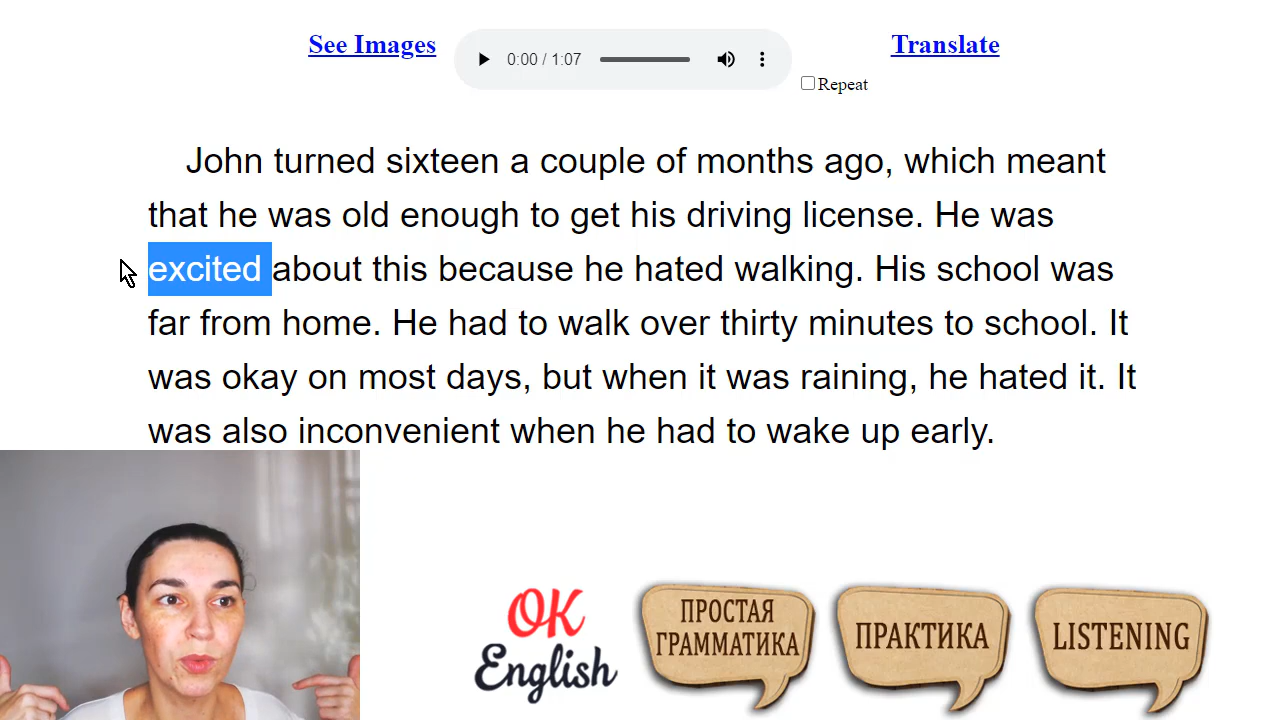 See Images
0:00 / 1:07
Translate
Repeat
John turned sixteen a couple of months ago, which meant
that he was old enough to get his driving license. He was
excited about this because he hated walking. His school was
far from home. He had to walk over thirty minutes to school. It
was okay on most days, but when it was raining, he hated it. It
was also inconvenient when he had to wake up early.
OK
English
ПРОСТАЯ
ГРАММАТИКА
ПРАКТИКА
LISTENING